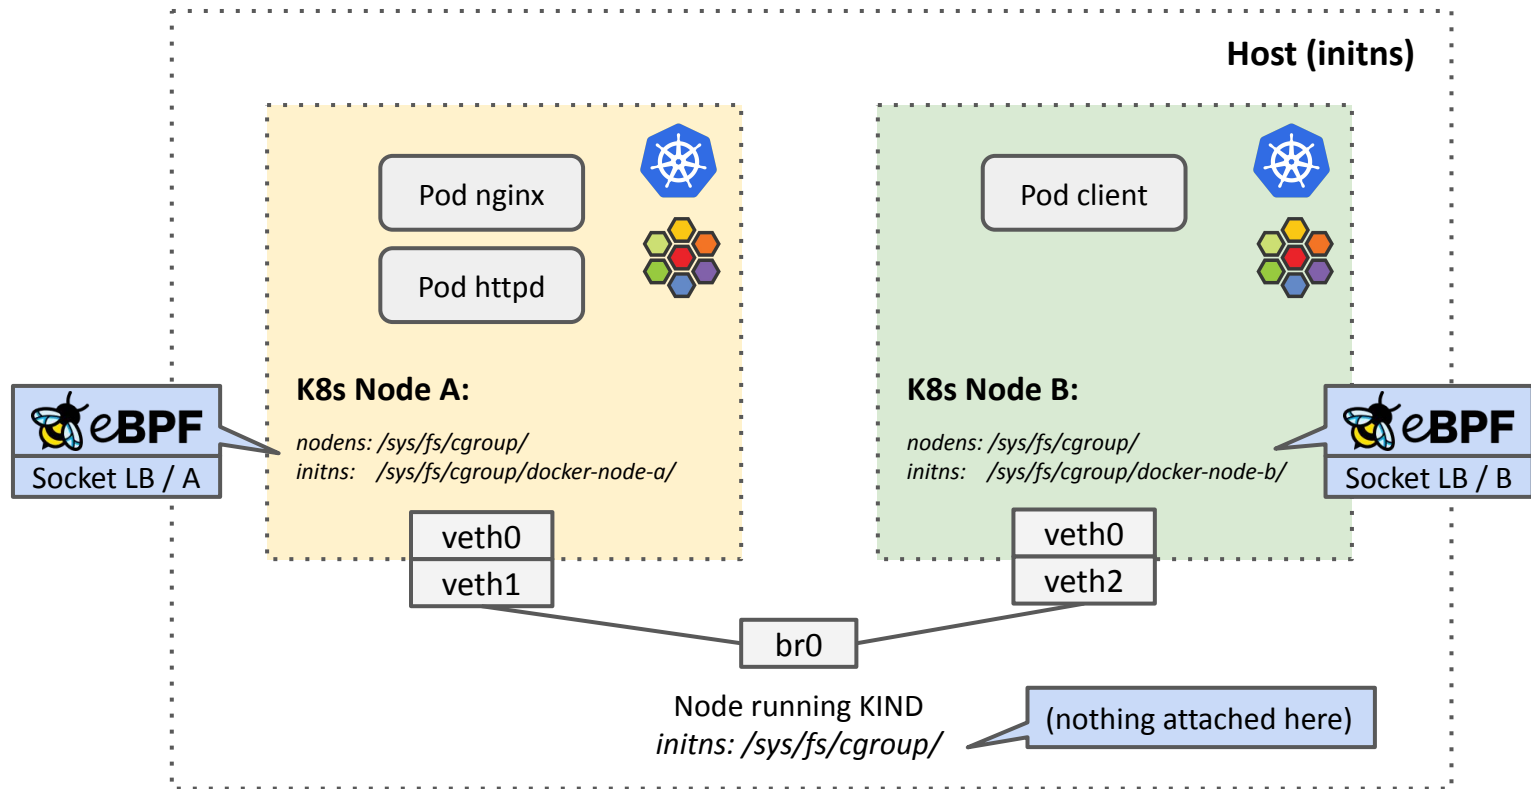 Host (initns)
Pod nginx
Pod httpd
K8s Node A:
nodens: /sys/fs/cgroup/
initns: /sys/fs/cgroup/docker-node-a/
eBPF
Socket LB / A
veth0
veth1
Pod client
K8s Node B:
nodens: /sys/fs/cgroup/
initns: /sys/fs/cgroup/docker-node-b/
eBPF
Socket LB / B
veth0
veth2
br0
Node running KIND
initns: /sys/fs/cgroup/
(nothing attached here)